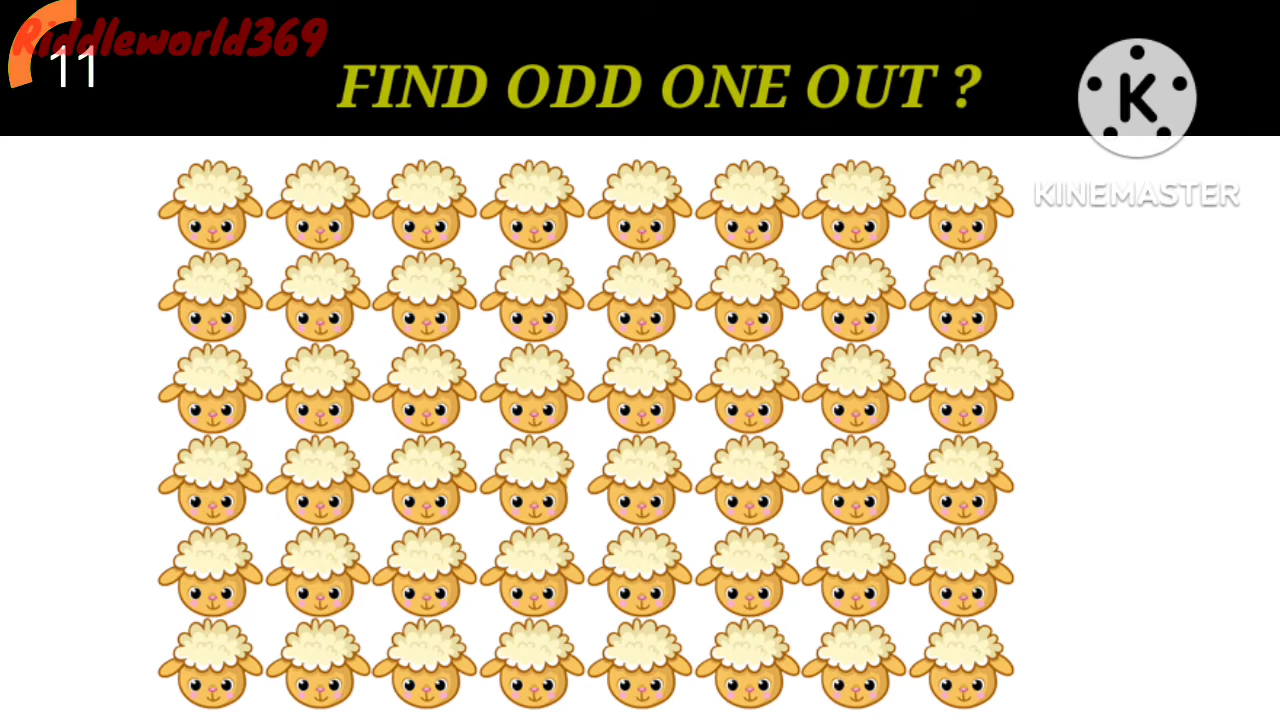 Riddleworld369
11
FIND ODD ONE OUT ?
K
KINEMASTER